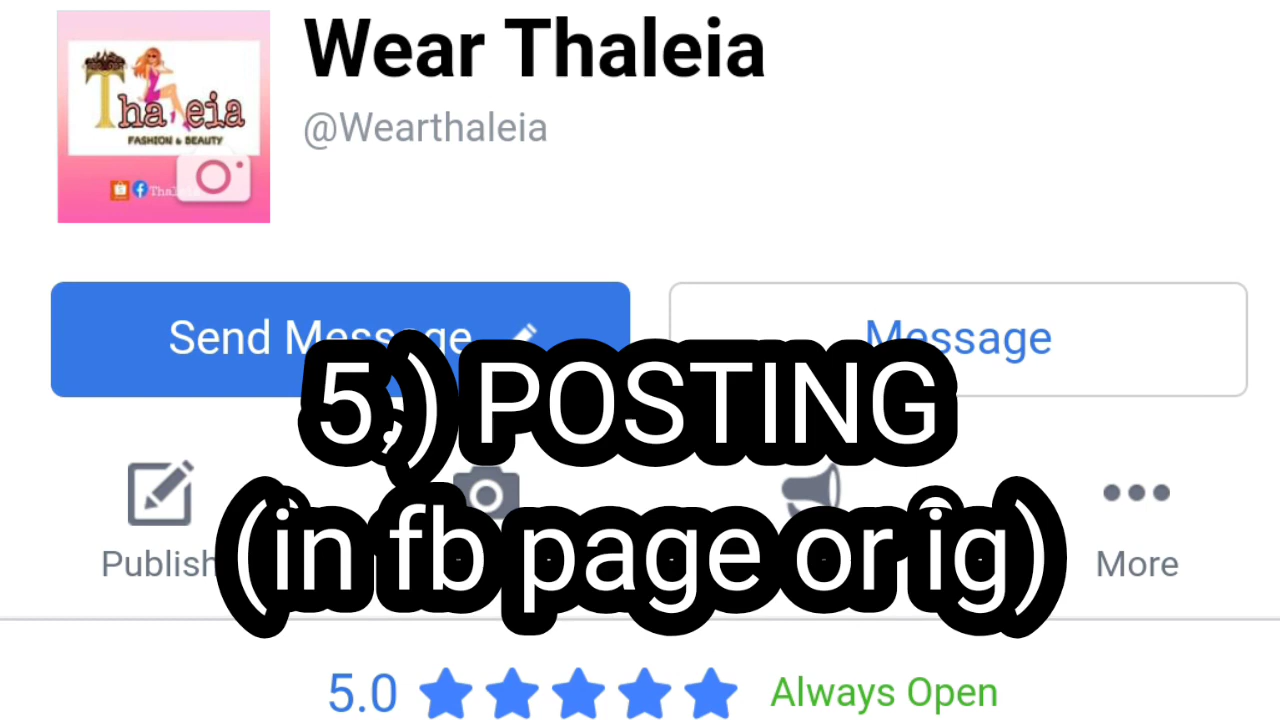 Wear Thaleia
@Wearthaleia
Thaleia
FASHION & BEAUTY
Send Message
Message
5,) POSTING
(in fb page or ig)
Publish
More
5.0
Always Open